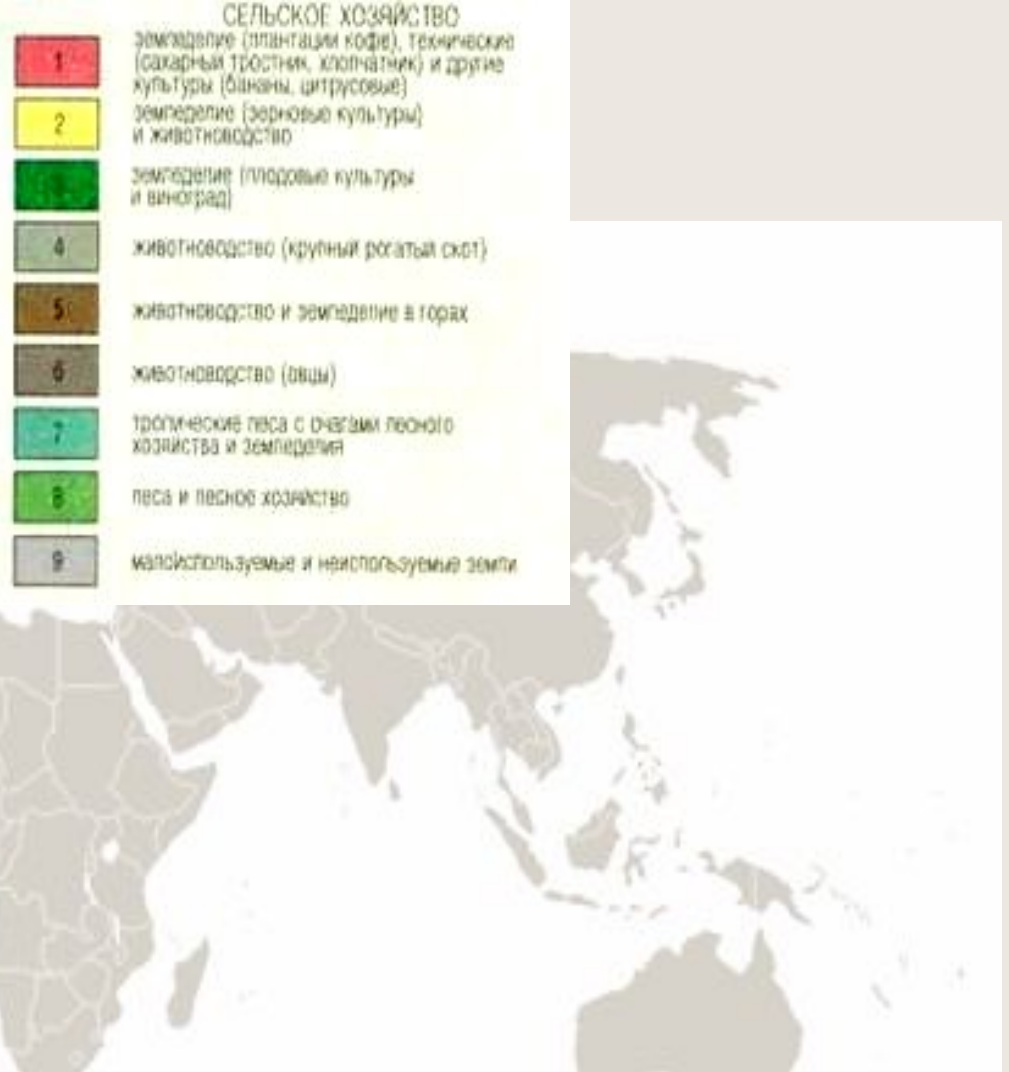 СЕЛЬСКОЕ ХОЗЯЙСТВО
1
земледелие (плантации кофе), технические
(сахарный тростник, хлопчатник) и другие
культуры (бананы, цитрусовые)
2
земледелие (зерновые культуры)
и животноводство
3
земледелие (плодовые культуры
и виноград)
4
животноводство (крупный рогатый скот)
5
животноводство и земледелие в горах
6
животноводство (овцы)
7
тропические леса с очагами лесного
хозяйства и земледелия
8
леса и лесное хозяйство
9
малоиспользуемые и неиспользуемые земли